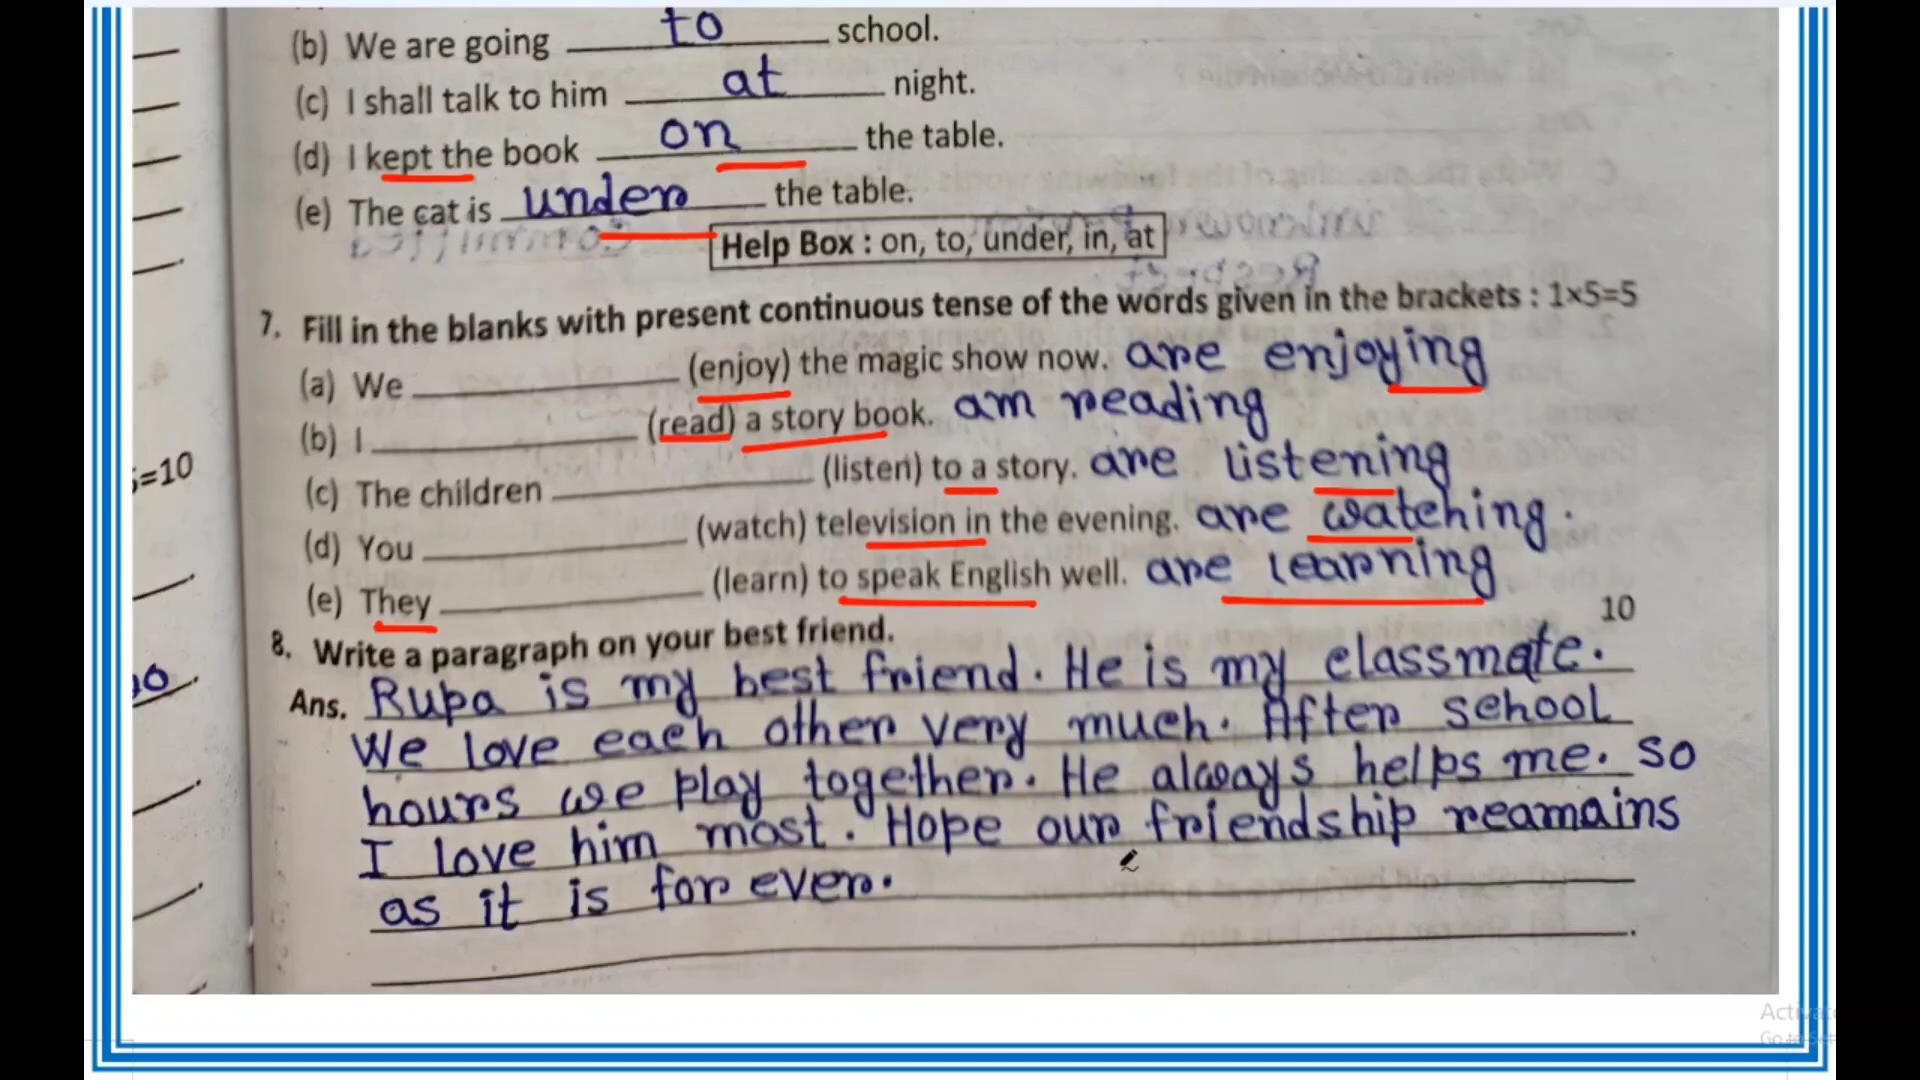 (b) We are going to school.
(c) I shall talk to him at night.
(d) I kept the book on the table.
(e) The cat is under the table.
Help Box : on, to, under, in, at
7. Fill in the blanks with present continuous tense of the words given in the brackets : 1×5=5
(a) We (enjoy) the magic show now. are enjoying
(b) I (read) a story book. am reading
(c) The children (listen) to a story. are listening
(d) You (watch) television in the evening. are watching.
(e) They (learn) to speak English well. are learning
=10
8. Write a paragraph on your best friend. 10
Ans. Rupa is my best friend. He is my classmate.
We love each other very much. After school
hours we play together. He always helps me. so
I love him most. Hope our friendship reamains
as it is for ever.